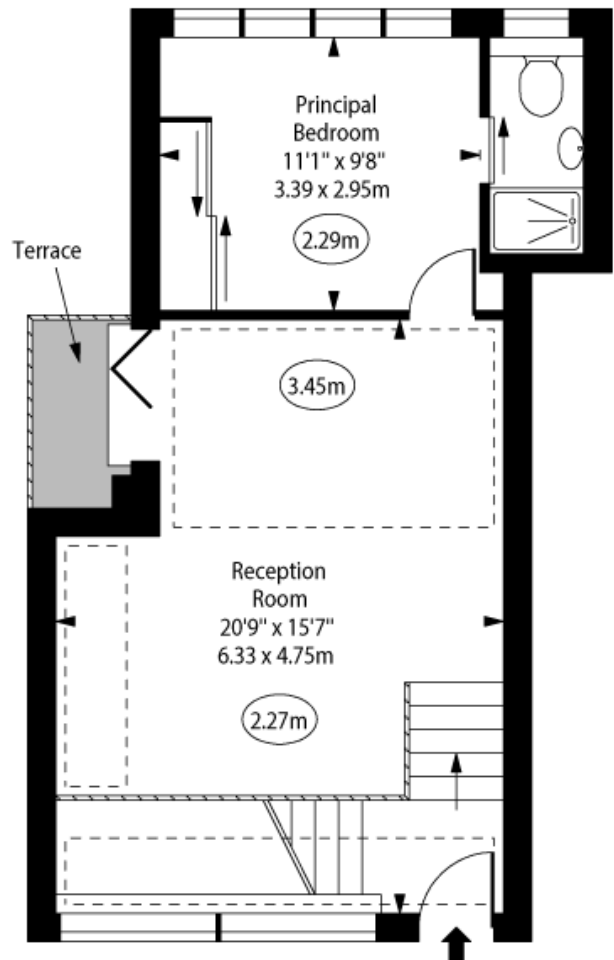 Principal
Bedroom
11'1" x 9'8"
3.39 x 2.95m
2.29m
Terrace
3.45m
Reception
Room
20'9" x 15'7"
6.33 x 4.75m
2.27m